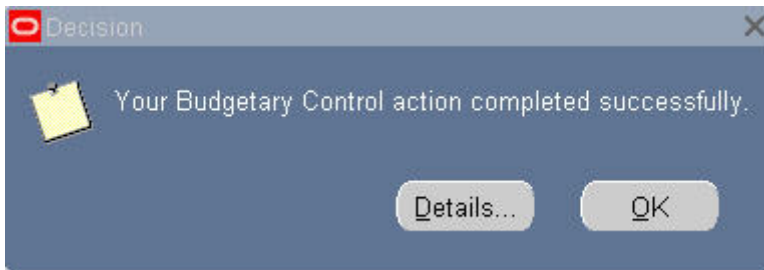 Decision
Your Budgetary Control action completed successfully.
Details... OK